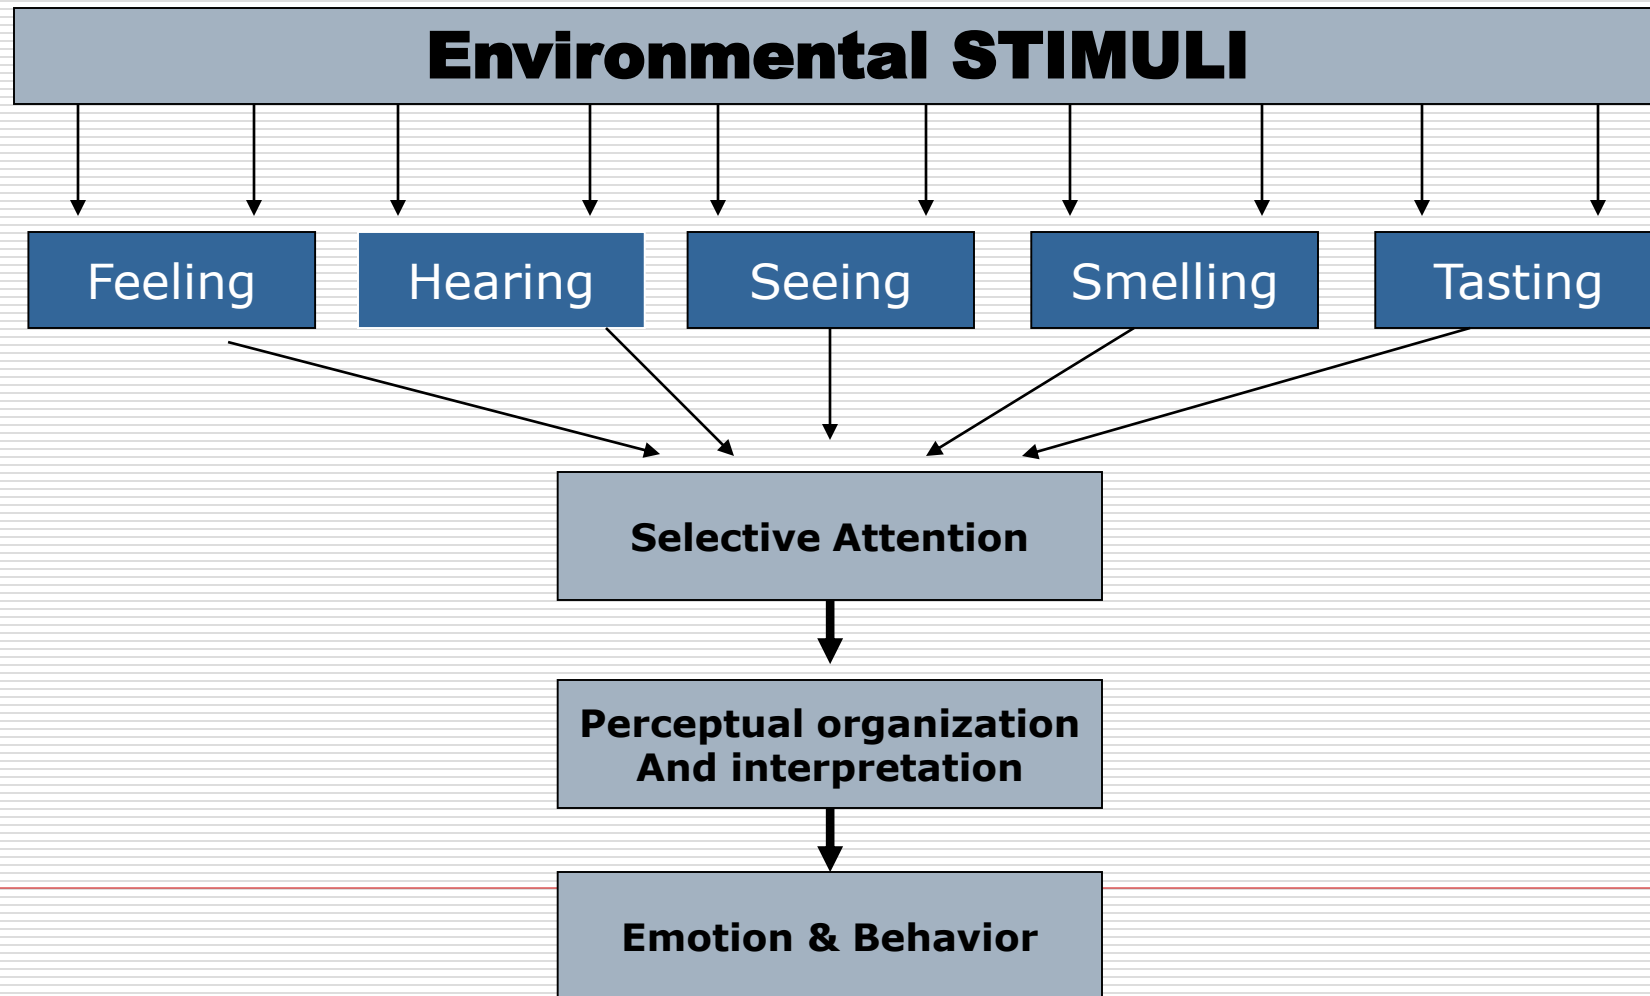 Environmental STIMULI
Feeling
Hearing
Seeing
Smelling
Tasting
Selective Attention
Perceptual organization
And interpretation
Emotion & Behavior